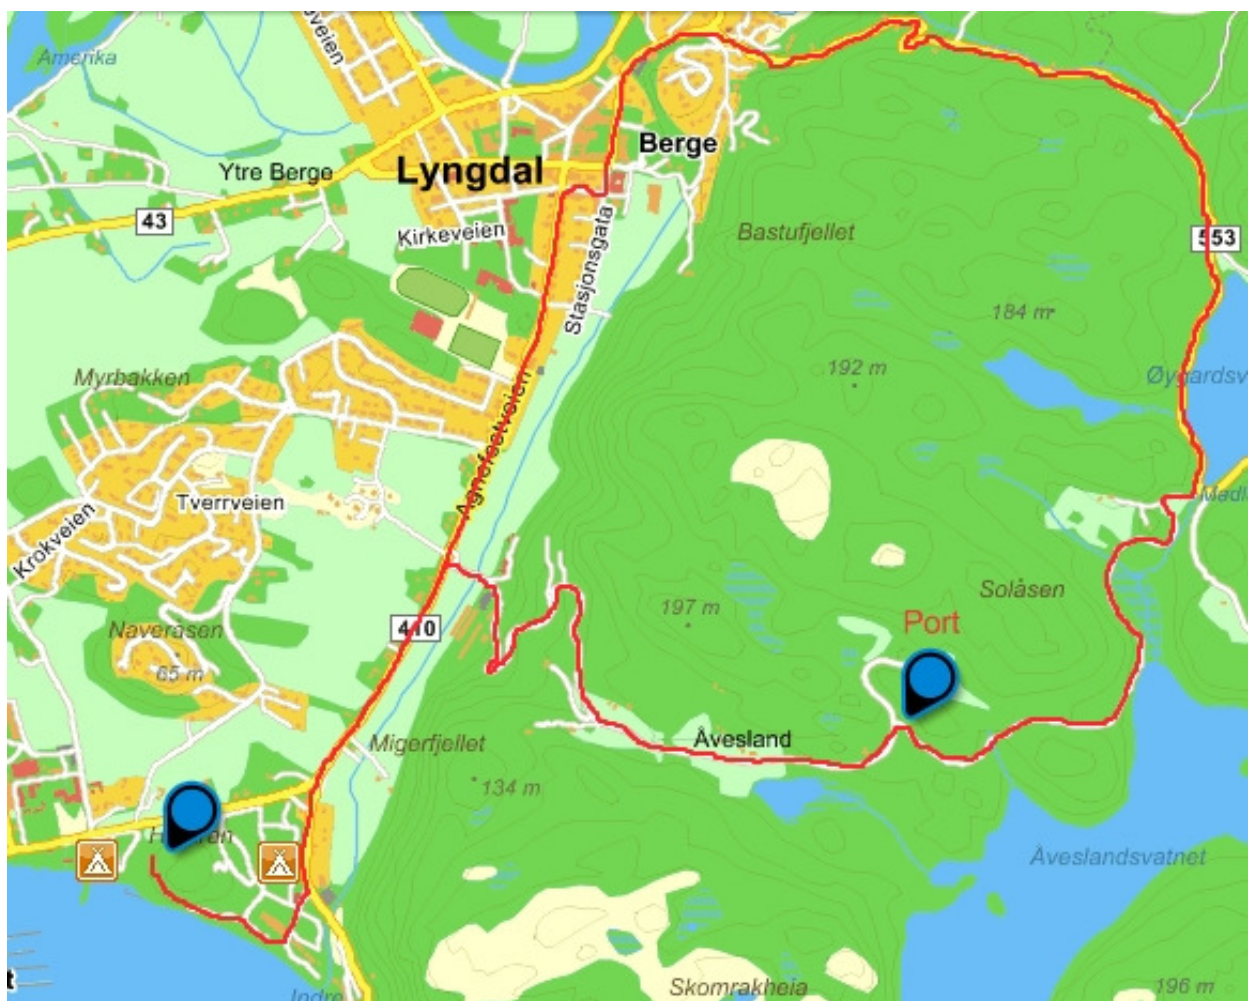 Amerika
Berge
Ytre Berge
Lyngdal
43
Kirkeveien
Stasjonsgata
Bastufjellet
553
184 m
192 m
Myrbakken
Agnefestveien
Tverrveien
Krokveien
Solåsen
197 m
Port
410
Naveråsen
65 m
Migerfjellet
Åvesland
134 m
Åveslandsvatnet
Skomrakheia
196 m
Indre